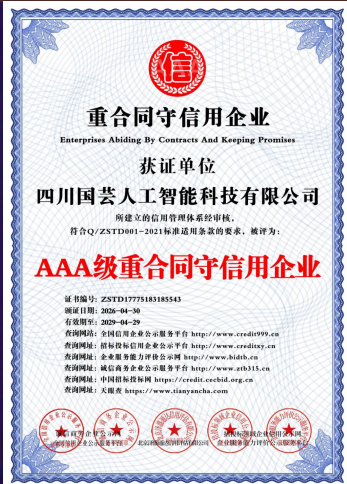 信
重合同守信用企业
Enterprises Abiding By Contracts And Keeping Promises
获证单位
四川国芸人工智能科技有限公司
所建立的信用管理体系经审核,
符合Q/ZSTD001-2021标准适用条款的要求, 被评为:
AAA级重合同守信用企业
证书编号: ZSTD17775183185543
颁证日期: 2026-04-30
有效期至: 2029-04-29
查询网站: 全国信用企业公示服务平台 http://www.credit999.cn
查询网址: 招标投标信用企业公示平台 http://www.creditxy.cn
查询网址: 企业服务能力评价公示网 http://www.bidtb.cn
查询网址: 诚信商务企业公示服务平台 http://www.ztb315.cn
查询网址: 中国招标投标网 https://credit.cecbid.org.cn
查询网址: 天眼查 https://www.tianyancha.com